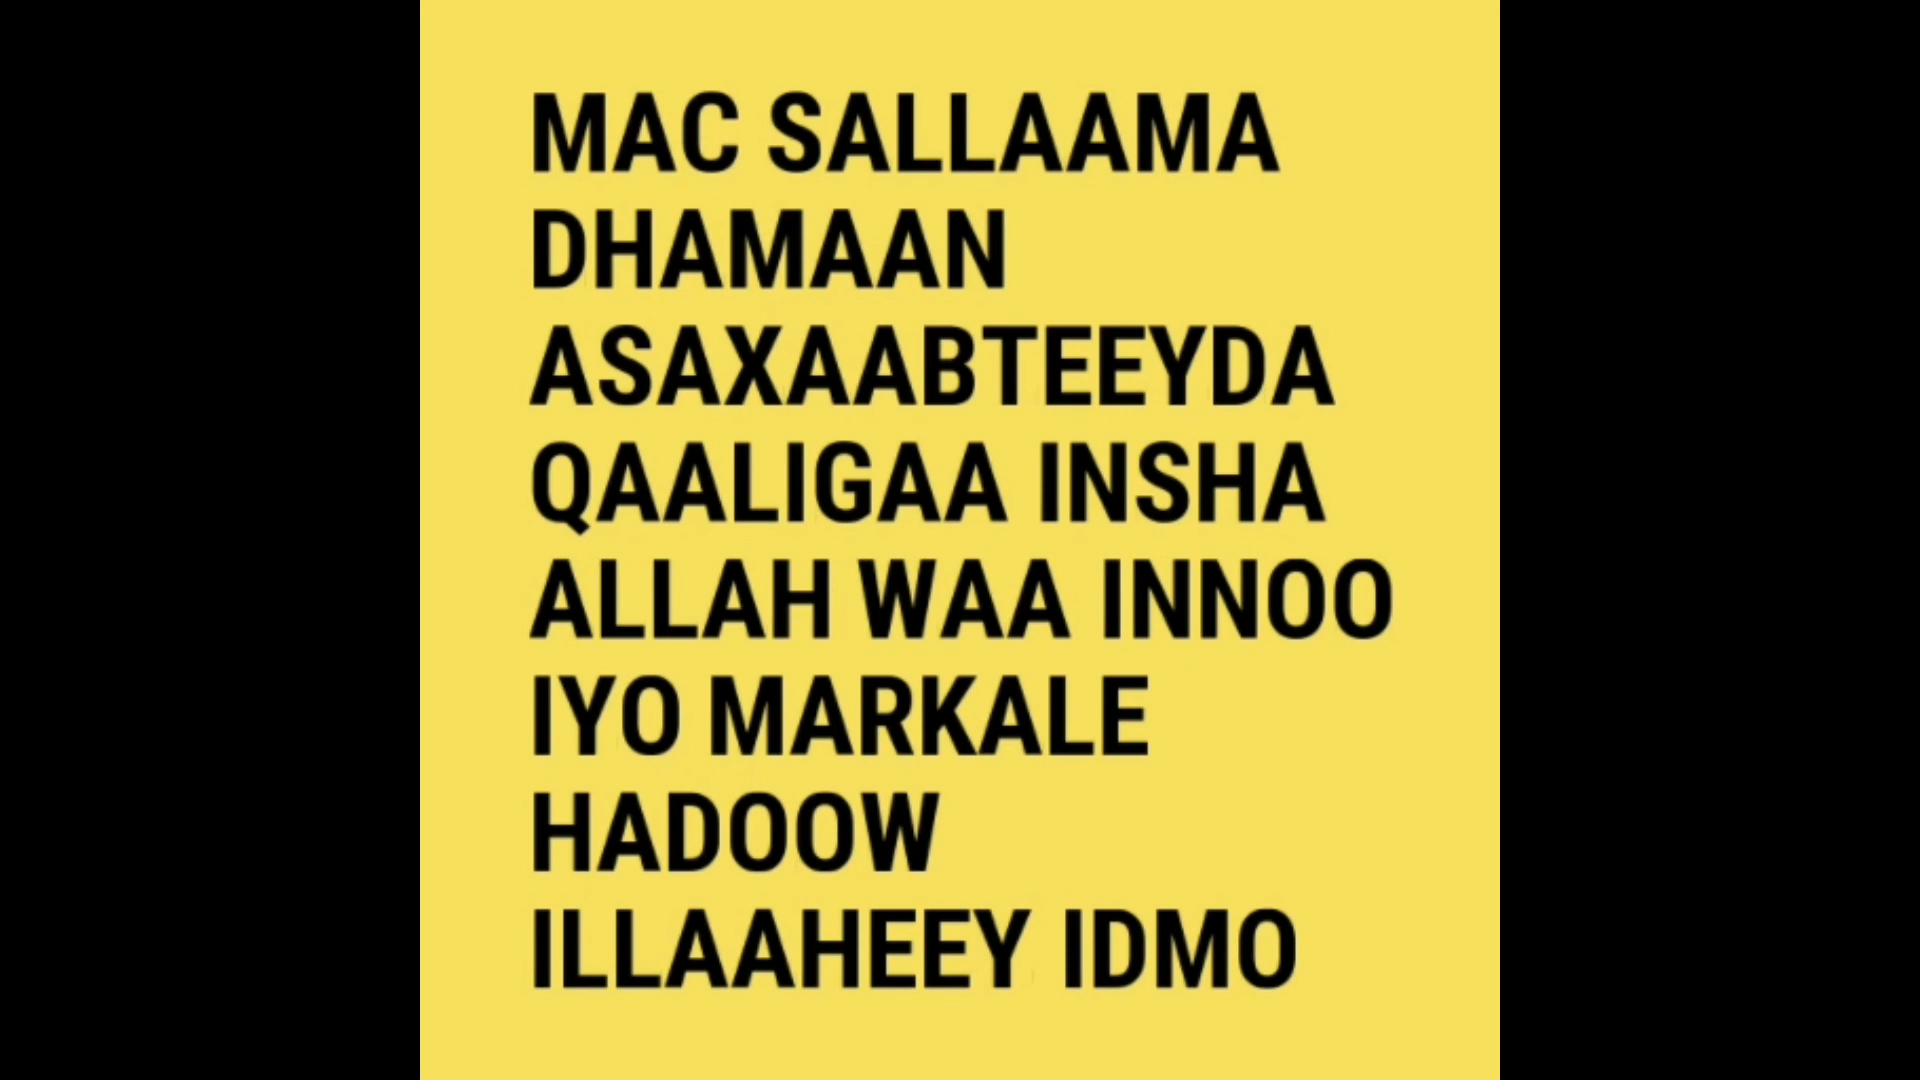 MAC SALLAAMA
DHAMAAN
ASAXAABTEEYDA
QAALIGAA INSHA
ALLAH WAA INNOO
IYO MARKALE
HADOOW
ILLAAHEEY IDMO